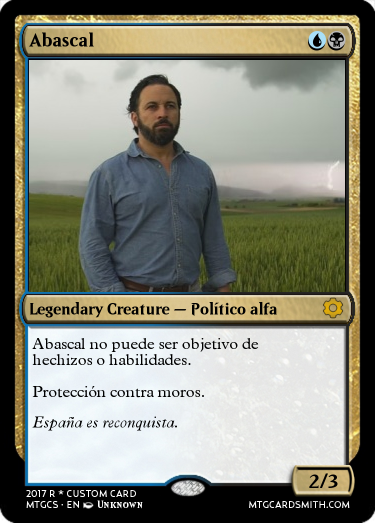 Abascal
Legendary Creature — Político alfa
Abascal no puede ser objetivo de
hechizos o habilidades.
Protección contra moros.
España es reconquista.
2/3
2017 R * CUSTOM CARD
MTGCS · EN Unknown
MTGCARDSMITH.COM